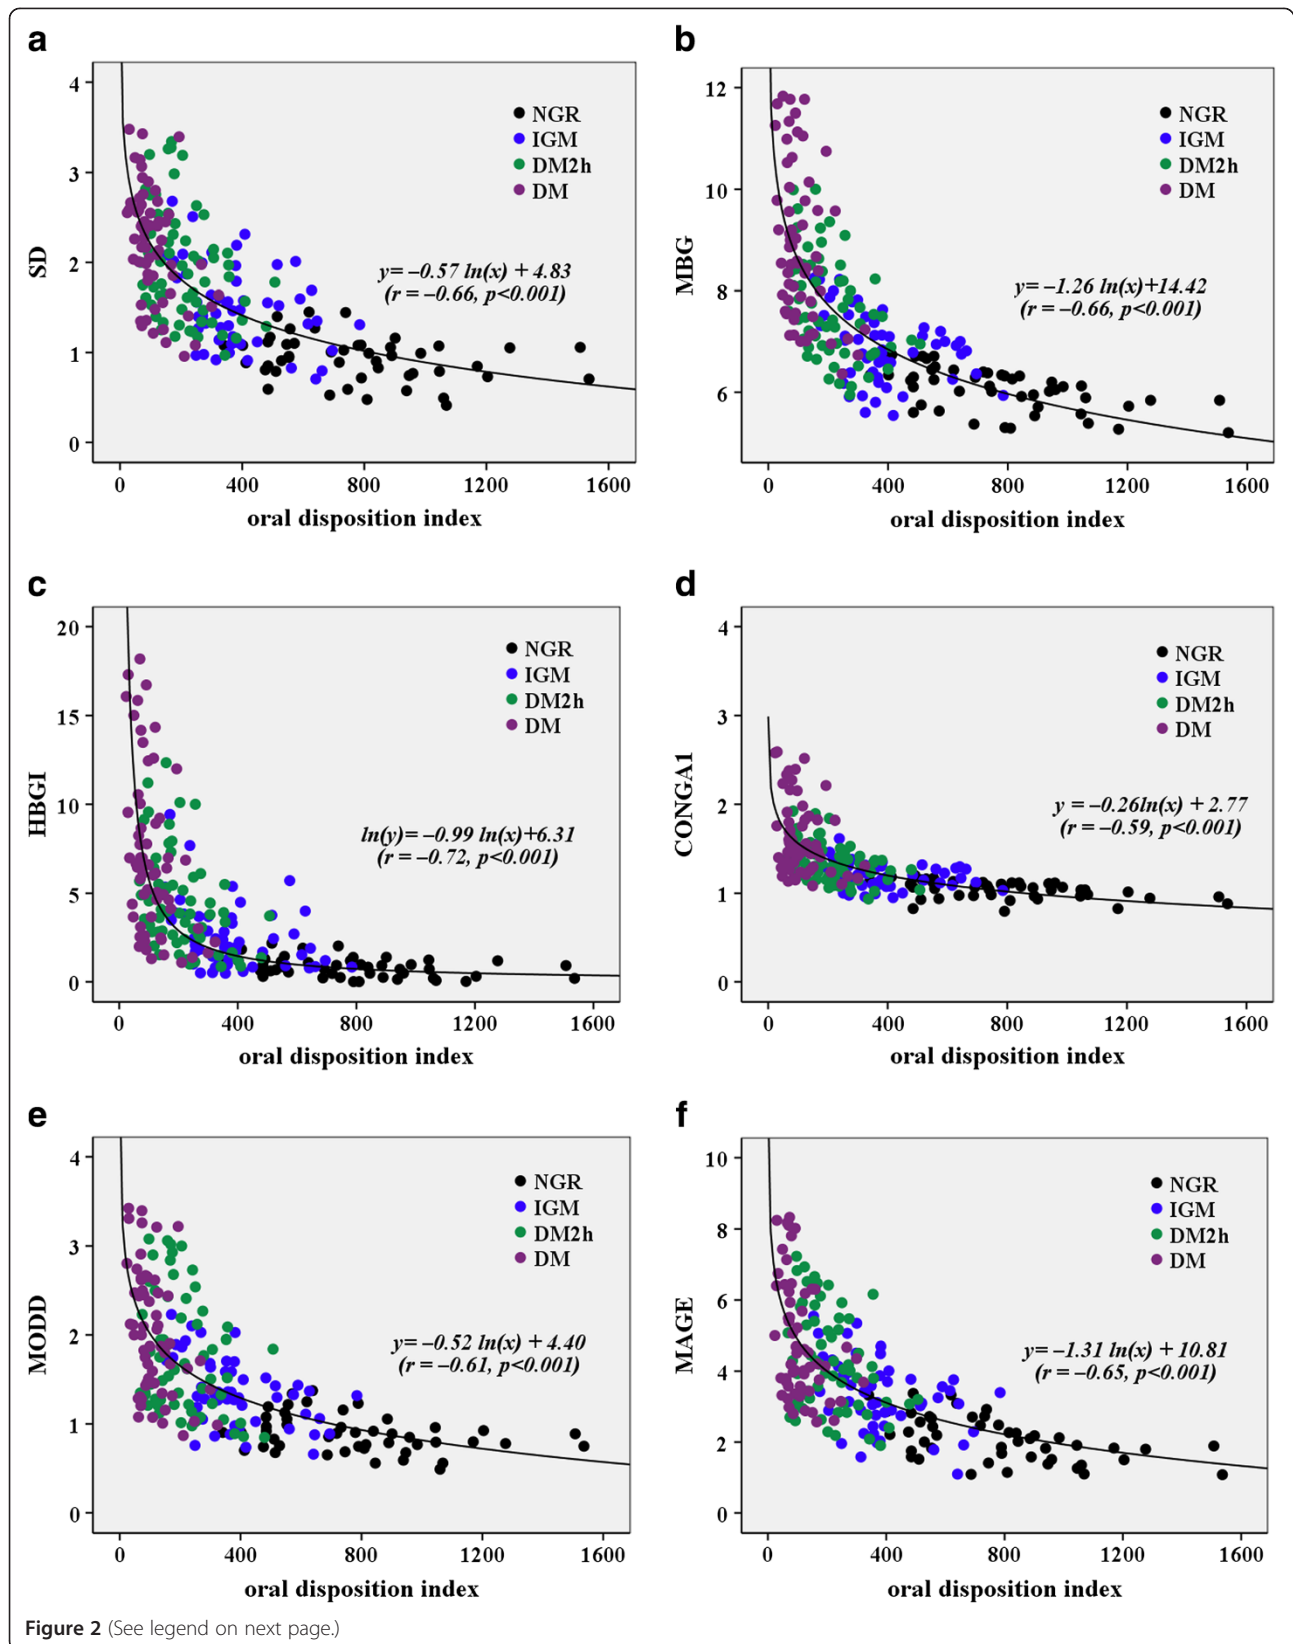 a
4
3
2
1
0
SD
NGR
IGM
DM2h
DM
y= −0.57 ln(x) + 4.83
(r = −0.66, p<0.001)
0 400 800 1200 1600
oral disposition index
b
12
10
8
6
MBG
NGR
IGM
DM2h
DM
y= −1.26 ln(x)+14.42
(r = −0.66, p<0.001)
0 400 800 1200 1600
oral disposition index
c
20
15
10
5
0
HBGI
NGR
IGM
DM2h
DM
ln(y)= −0.99 ln(x)+6.31
(r = −0.72, p<0.001)
0 400 800 1200 1600
oral disposition index
d
4
3
2
1
0
CONGA1
NGR
IGM
DM2h
DM
y = −0.26ln(x) + 2.77
(r = −0.59, p<0.001)
0 400 800 1200 1600
oral disposition index
e
4
3
2
1
0
MODD
NGR
IGM
DM2h
DM
y= −0.52 ln(x) + 4.40
(r = −0.61, p<0.001)
0 400 800 1200 1600
oral disposition index
f
10
8
6
4
2
0
MAGE
NGR
IGM
DM2h
DM
y= −1.31 ln(x) + 10.81
(r = −0.65, p<0.001)
0 400 800 1200 1600
oral disposition index
Figure 2 (See legend on next page.)